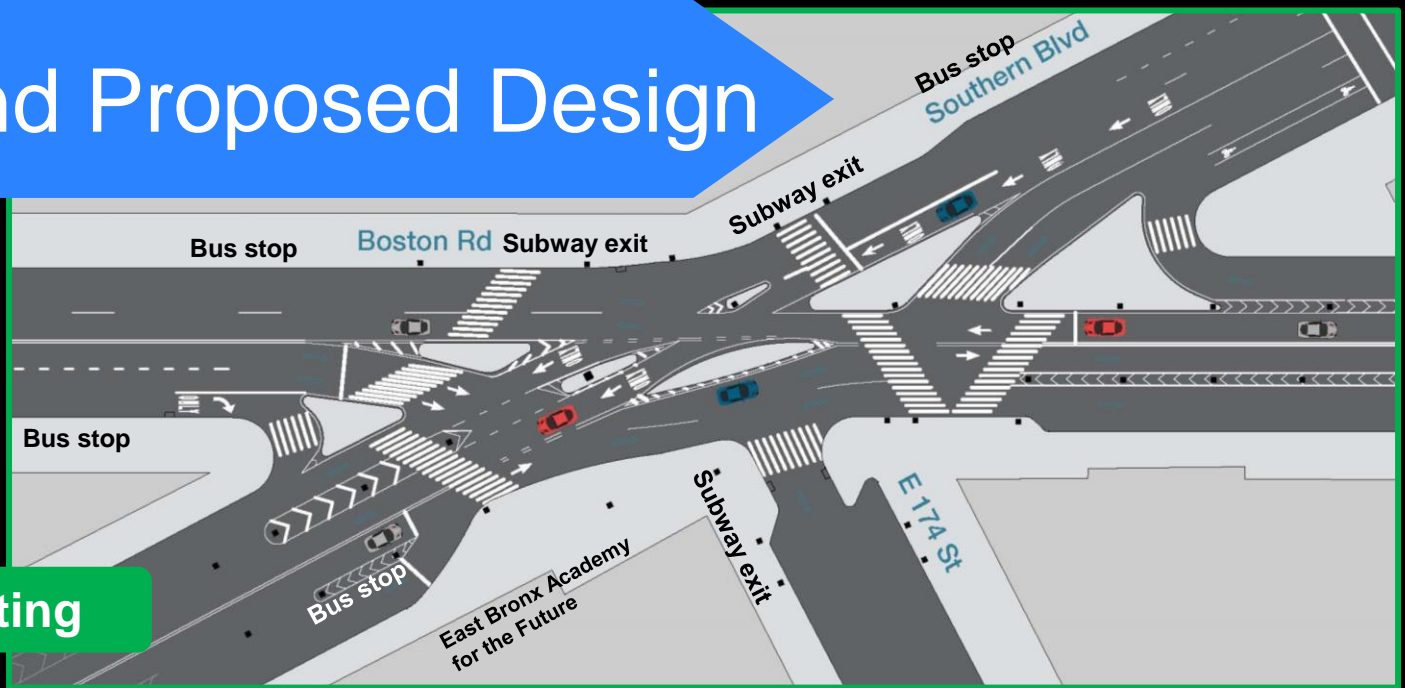 nd Proposed Design
Bus stop
Southern Blvd
Subway exit
Bus stop
Boston Rd
Subway exit
ONLY
Bus stop
Bus stop
Subway exit
E 174 St
East Bronx Academy
for the Future
ting